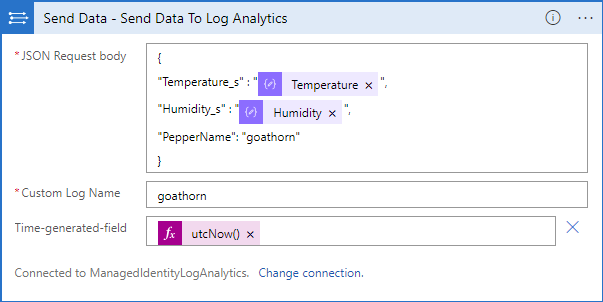 Send Data - Send Data To Log Analytics
*JSON Request body
{
"Temperature_s" : " Temperature × ",
"Humidity_s" : " Humidity × ",
"PepperName": "goathorn"
}
*Custom Log Name
goathorn
Time-generated-field
fx utcNow() ×
Connected to ManagedIdentityLogAnalytics. Change connection.